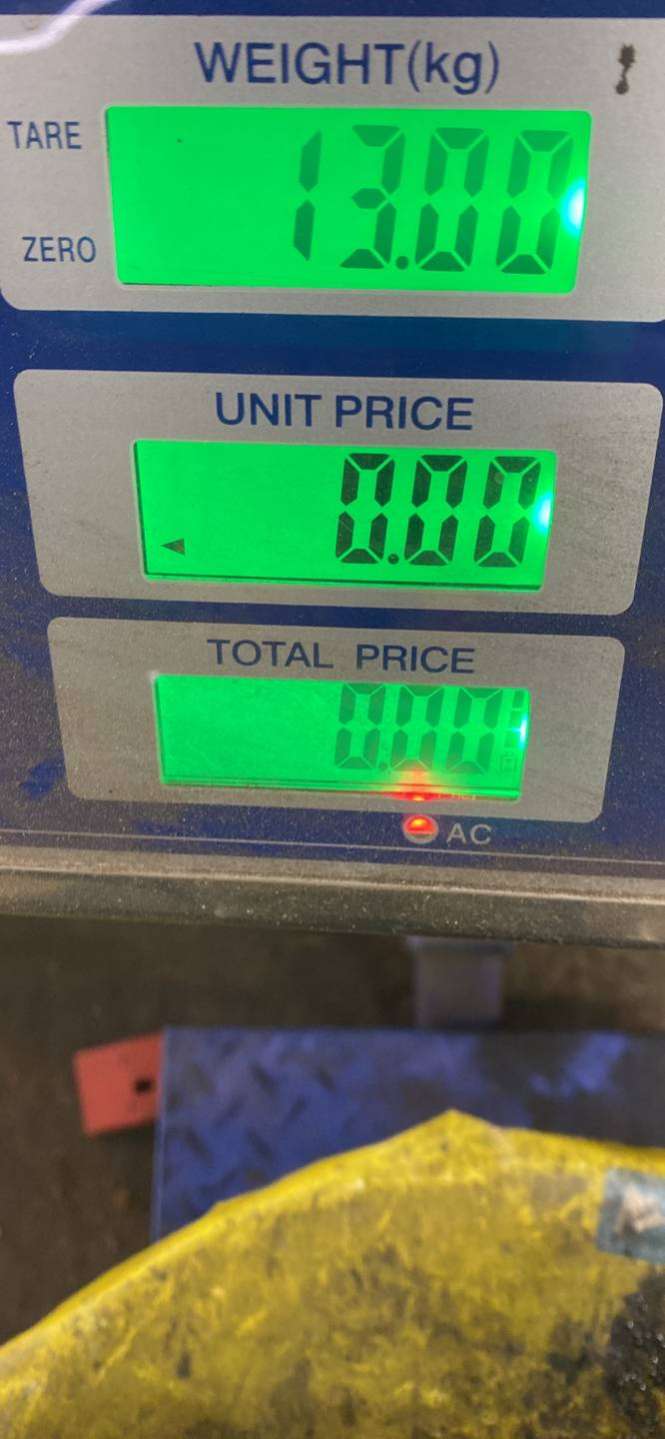 WEIGHT(kg)
TARE
13.00
ZERO
UNIT PRICE
0.00
TOTAL PRICE
0.00
AC